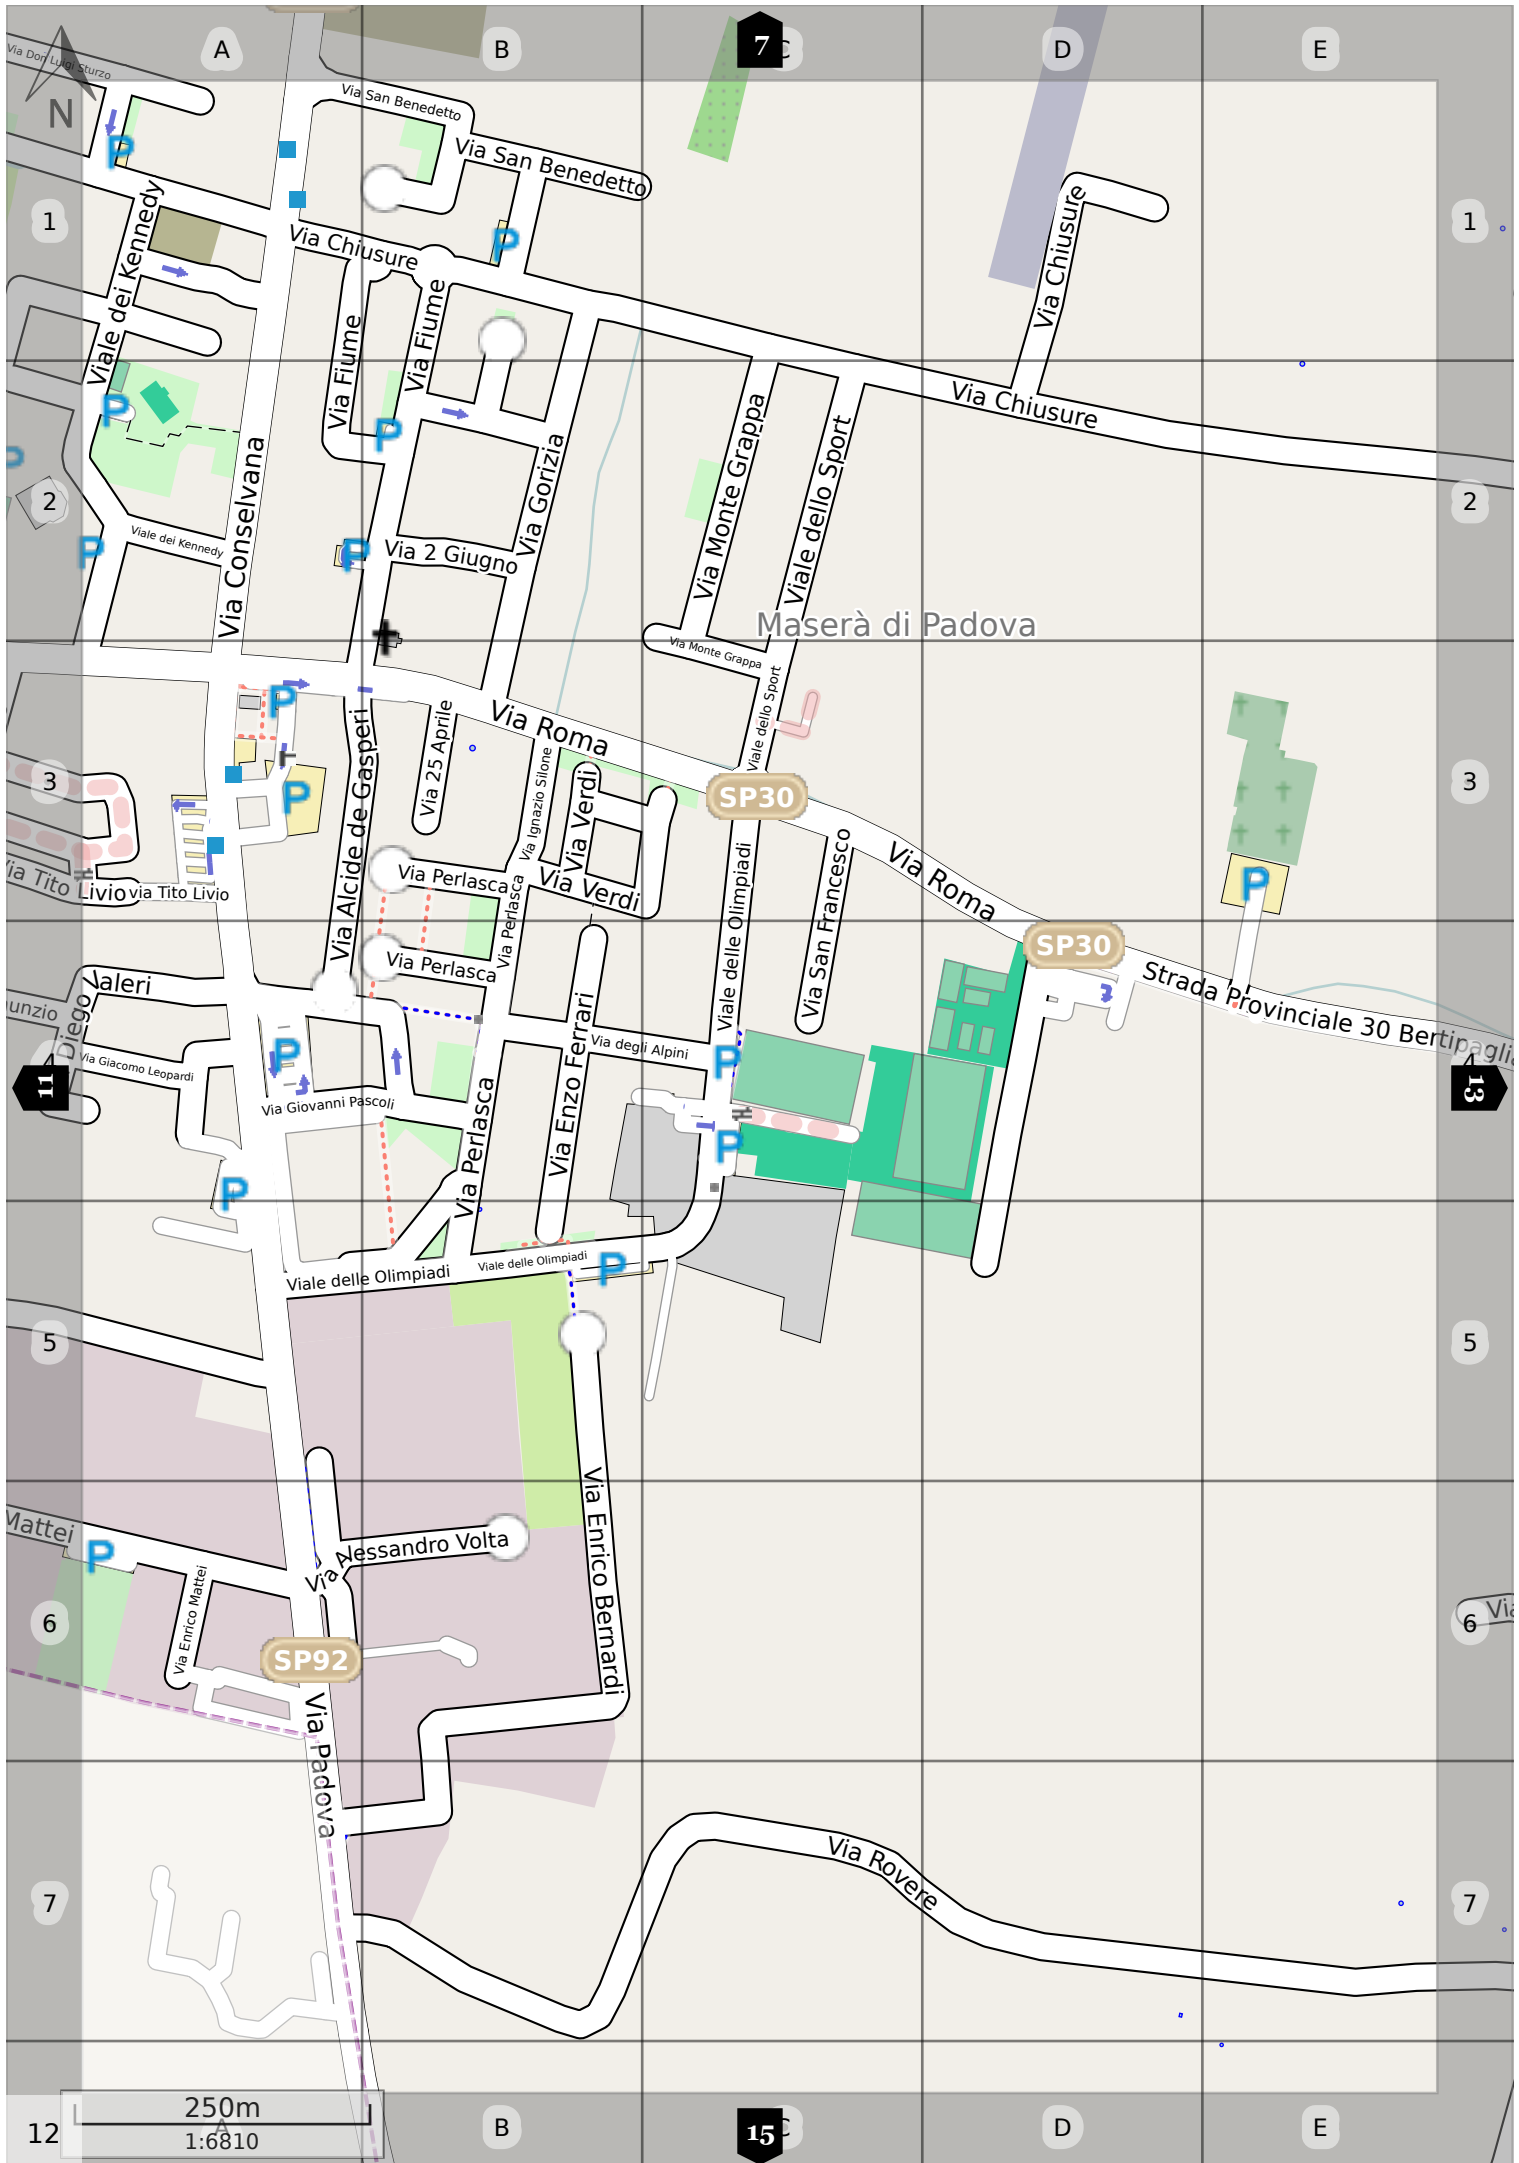 A
B
7
C
D
E
Via Don Luigi Sturzo
N
Via San Benedetto
Via San Benedetto
P
1
1
Viale dei Kennedy
Via Chiusure
P
Via Chiusure
Via Fiume
Via Fiume
P
P
Via Chiusure
P
2
2
Via Conselvana
Via Gorizia
Via Monte Grappa
Viale dello Sport
P
Viale dei Kennedy
P
Via 2 Giugno
Maserà di Padova
Via Monte Grappa
P
Via Roma
Viale dello Sport
3
3
Via Alcide de Gasperi
Via 25 Aprile
Via Ignazio Silone
Via Verdi
P
SP30
Via Roma
Via Tito Livio
via Tito Livio
Via Perlasca
Via Verdi
Via Perlasca
Viale delle Olimpiadi
Via San Francesco
P
SP30
Via Perlasca
Strada Provinciale 30 Bertipaglia
Diego Valeri
unzio
Via Giacomo Leopardi
P
Via degli Alpini
P
4
4
11
13
Via Giovanni Pascoli
Via Perlasca
Via Enzo Ferrari
P
P
Viale delle Olimpiadi
Viale delle Olimpiadi
P
5
5
Mattei
P
Via Alessandro Volta
Via Enrico Bernardi
Via Enrico Mattei
6
6
Via
SP92
Via Padova
Via Rovere
7
7
250m
1:6810
12
A
B
15
C
D
E